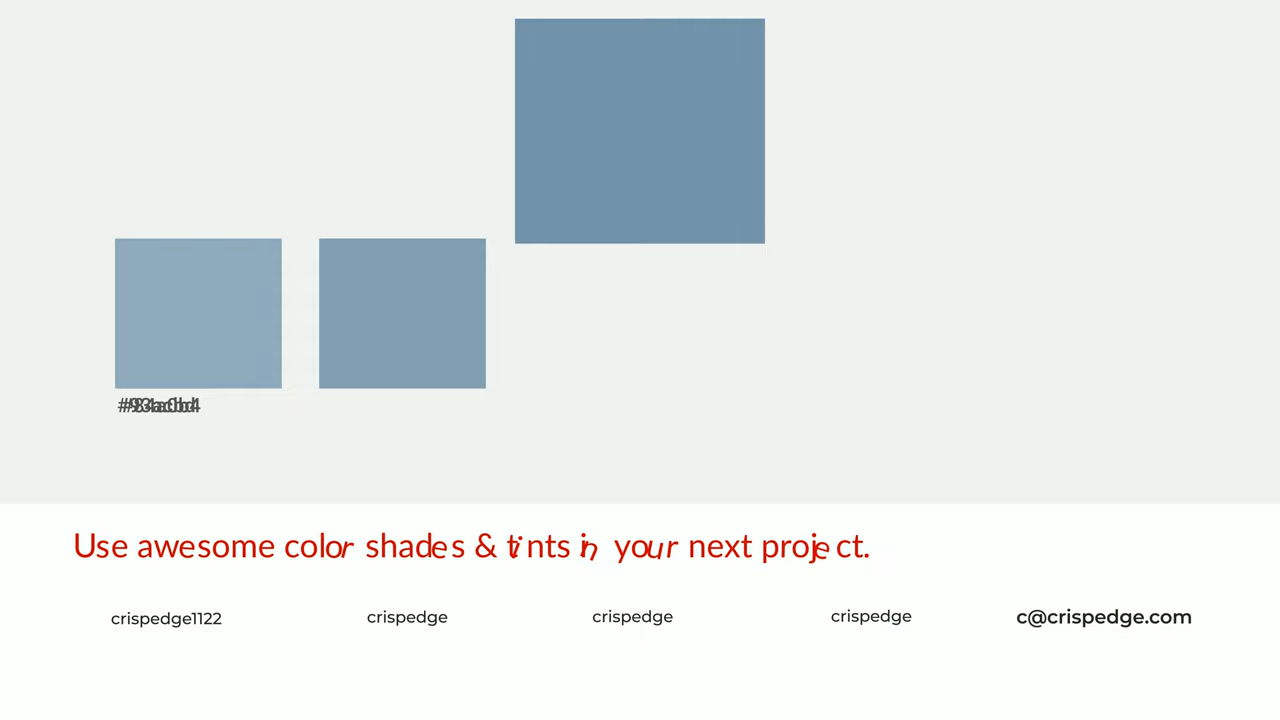 Use awesome color shades & tints in your next project.
crispedge1122 crispedge crispedge crispedge c@crispedge.com